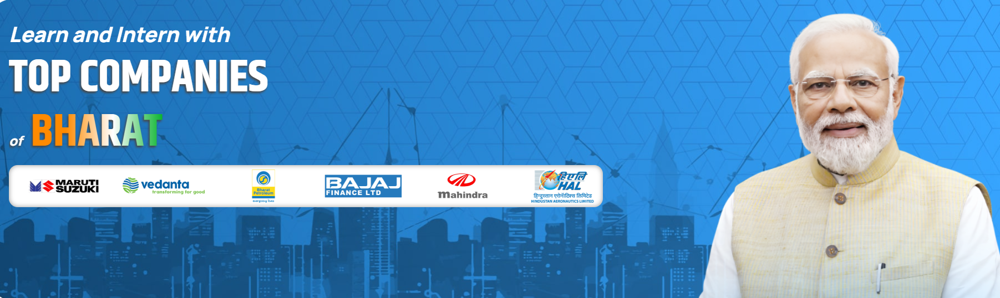 Learn and Intern with
TOP COMPANIES
of BHARAT
MARUTI
SUZUKI
vedanta
transforming for good
Bharat
Petroleum
energising lives
BAJAJ
FINANCE LTD
mahindra
हिएलि
HAL
हिन्दुस्तान एरोनॉटिक्स लिमिटेड
HINDUSTAN AERONAUTICS LIMITED